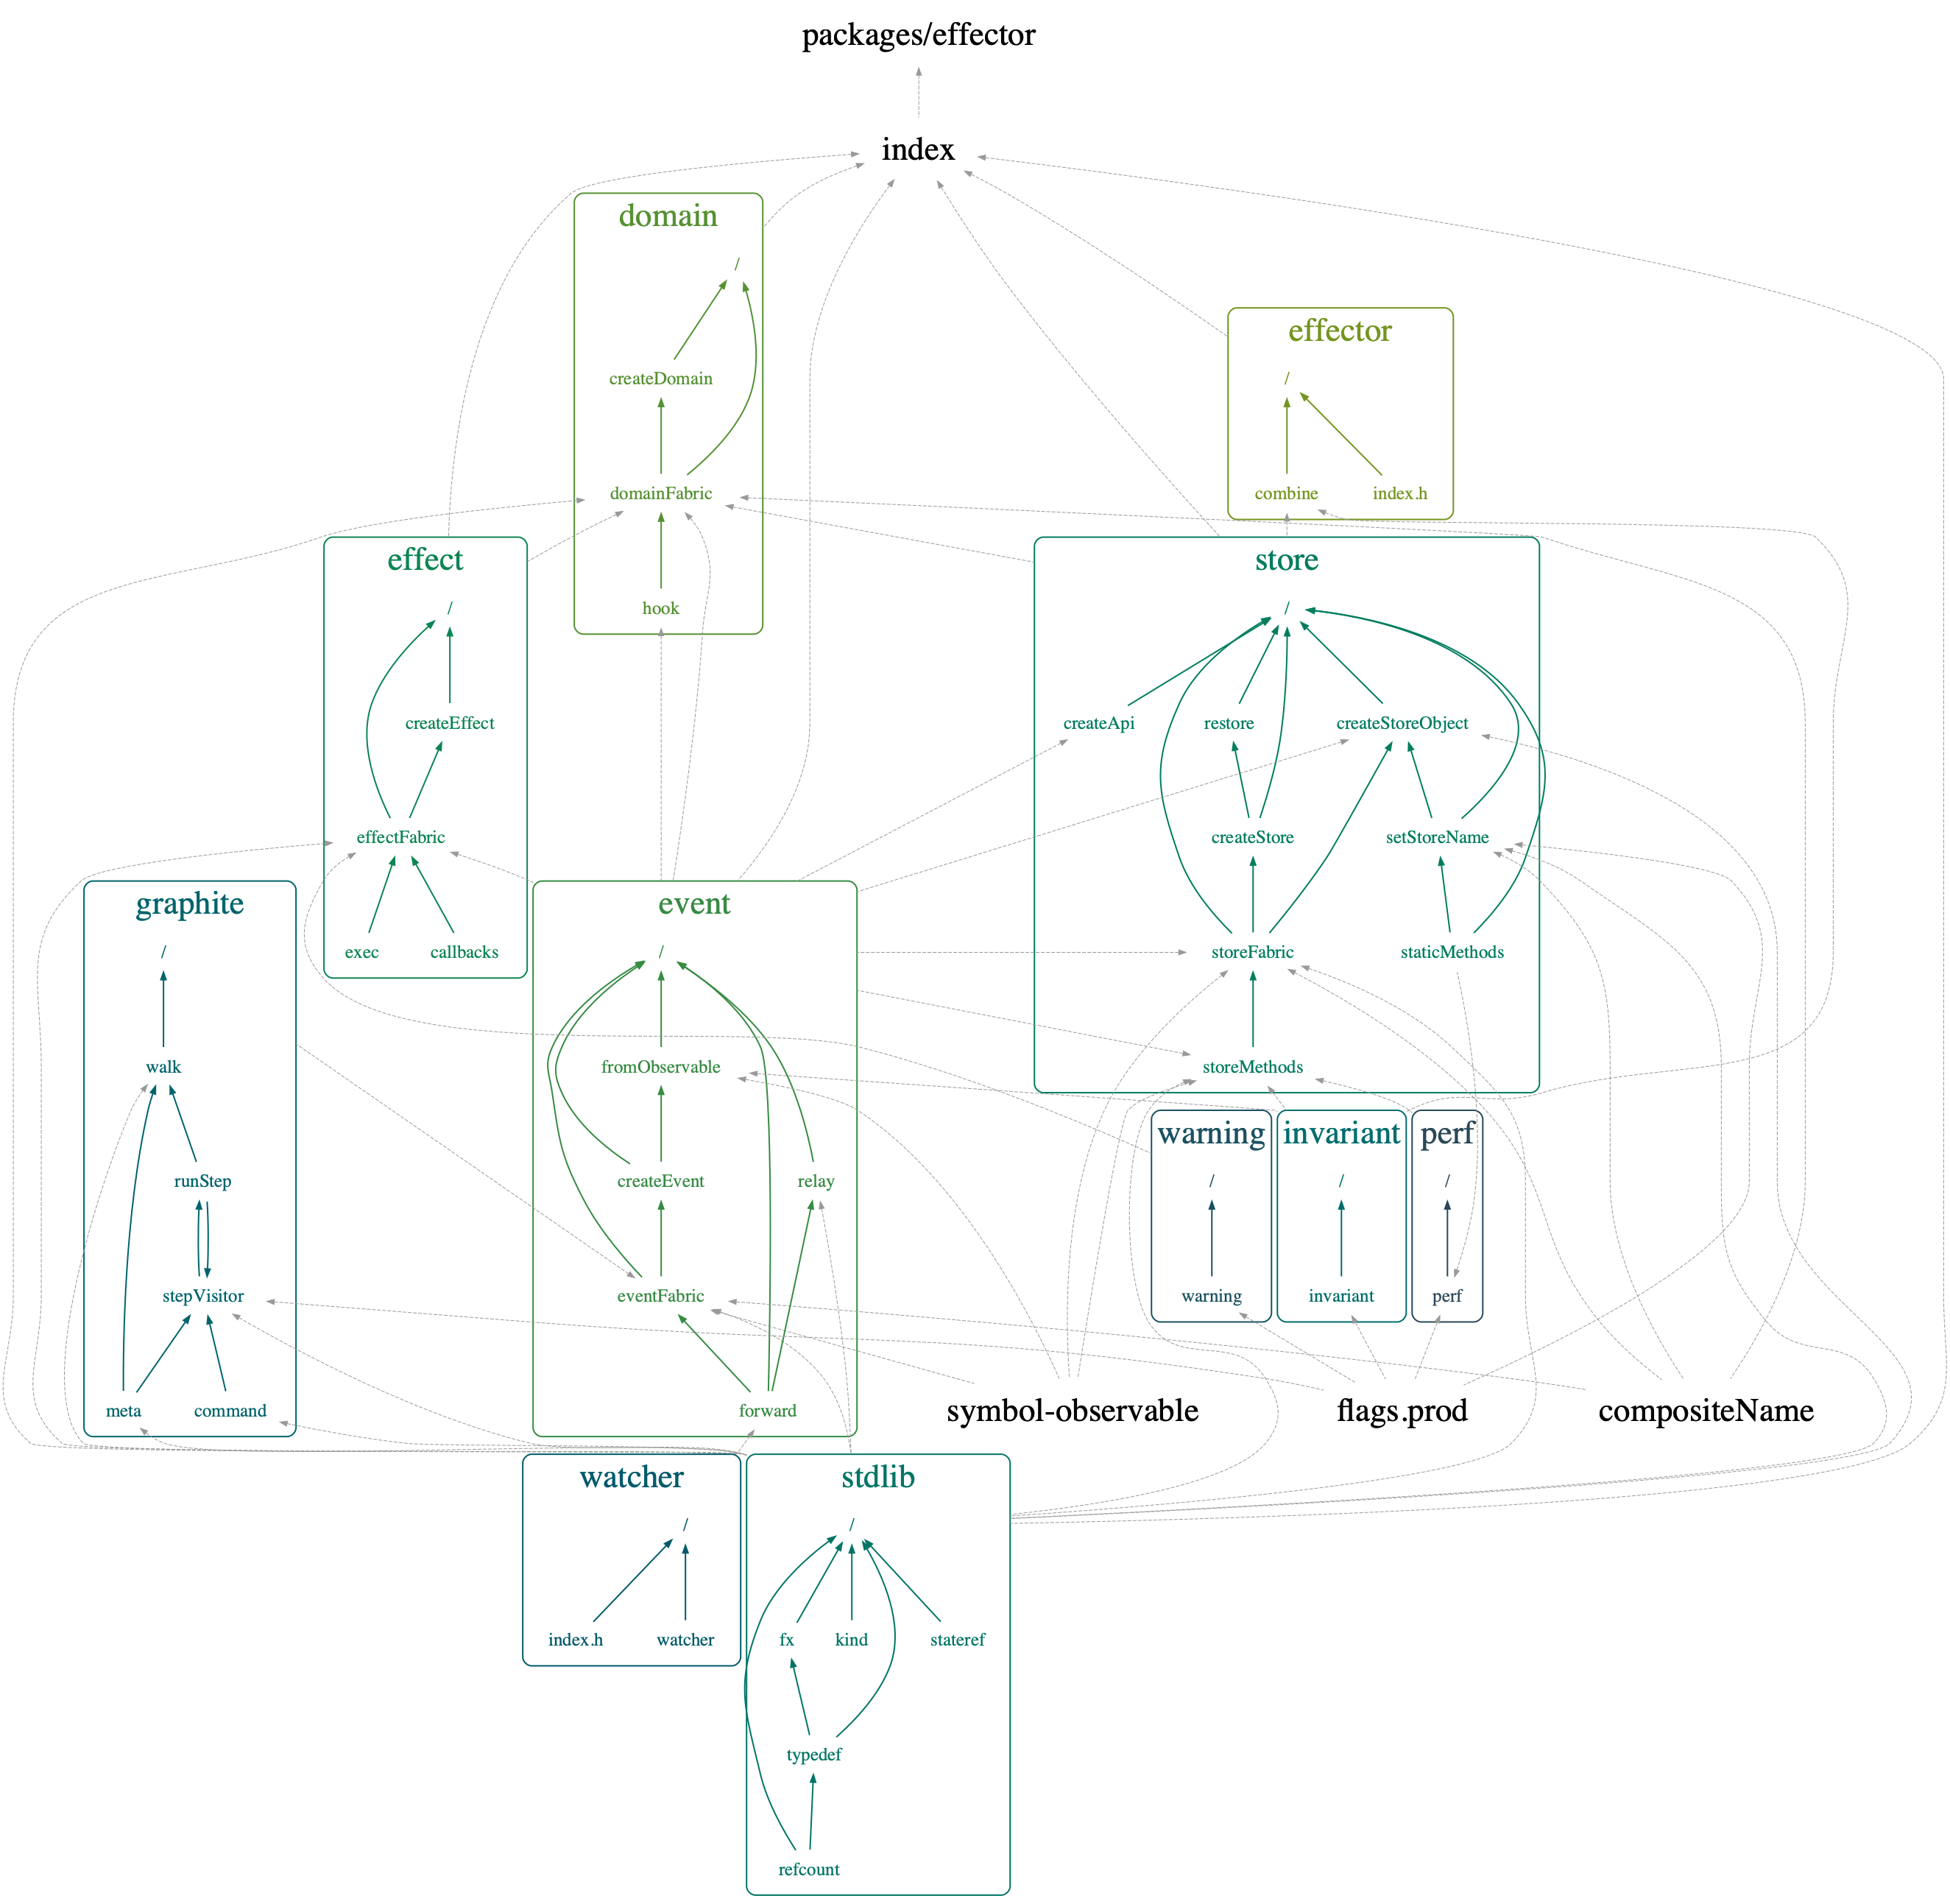 packages/effector
index
domain
/
createDomain
domainFabric
hook
effector
/
combine
index.h
effect
/
createEffect
effectFabric
exec
callbacks
store
/
createApi
restore
createStoreObject
createStore
setStoreName
storeFabric
staticMethods
storeMethods
graphite
/
walk
runStep
stepVisitor
meta
command
event
/
fromObservable
createEvent
relay
eventFabric
forward
warning
/
warning
invariant
/
invariant
perf
/
perf
symbol-observable
flags.prod
compositeName
watcher
/
index.h
watcher
stdlib
/
fx
kind
stateref
typedef
refcount